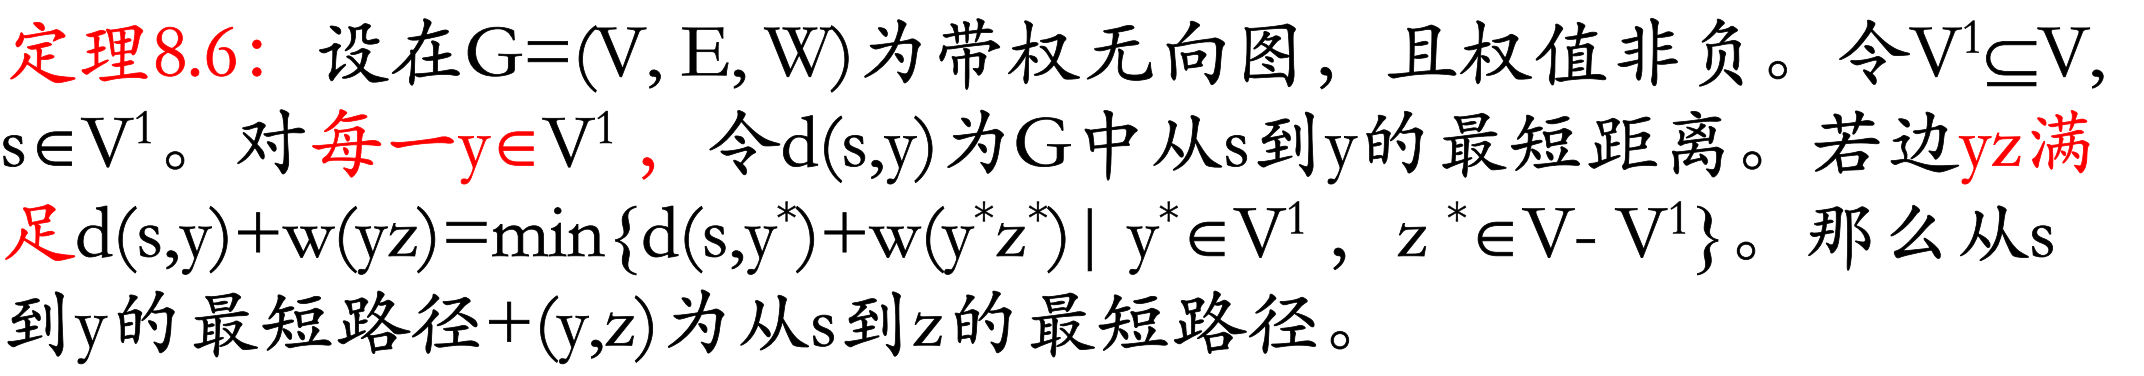 定理8.6：设在G=(V, E, W)为带权无向图，且权值非负。令V¹⊆V,
s∈V¹。对每一y∈V¹，令d(s,y)为G中从s到y的最短距离。若边yz满
足d(s,y)+w(yz)=min{d(s,y*)+w(y*z*)| y*∈V¹，z *∈V- V¹}。那么从s
到y的最短路径+(y,z)为从s到z的最短路径。